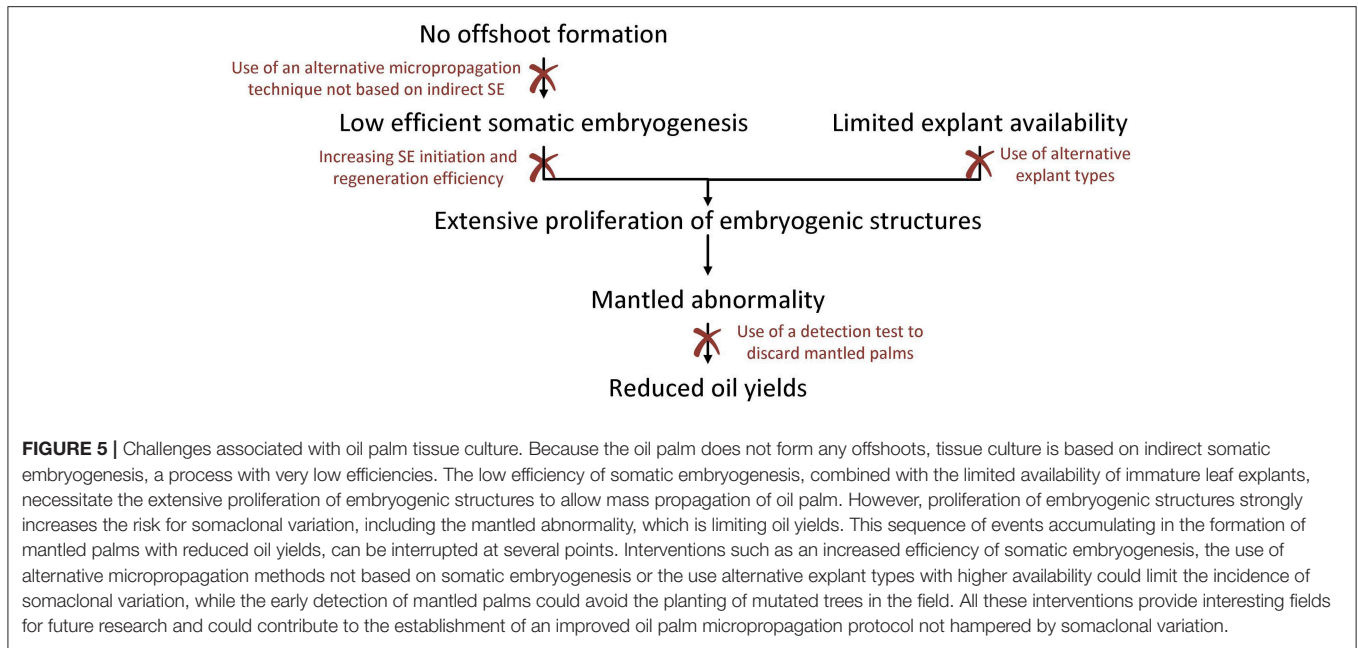 No offshoot formation
Use of an alternative micropropagation
technique not based on indirect SE
Low efficient somatic embryogenesis
Limited explant availability
Increasing SE initiation and
regeneration efficiency
Use of alternative
explant types
Extensive proliferation of embryogenic structures
Mantled abnormality
Use of a detection test to
discard mantled palms
Reduced oil yields
FIGURE 5 | Challenges associated with oil palm tissue culture. Because the oil palm does not form any offshoots, tissue culture is based on indirect somatic
embryogenesis, a process with very low efficiencies. The low efficiency of somatic embryogenesis, combined with the limited availability of immature leaf explants,
necessitate the extensive proliferation of embryogenic structures to allow mass propagation of oil palm. However, proliferation of embryogenic structures strongly
increases the risk for somaclonal variation, including the mantled abnormality, which is limiting oil yields. This sequence of events accumulating in the formation of
mantled palms with reduced oil yields, can be interrupted at several points. Interventions such as an increased efficiency of somatic embryogenesis, the use of
alternative micropropagation methods not based on somatic embryogenesis or the use alternative explant types with higher availability could limit the incidence of
somaclonal variation, while the early detection of mantled palms could avoid the planting of mutated trees in the field. All these interventions provide interesting fields
for future research and could contribute to the establishment of an improved oil palm micropropagation protocol not hampered by somaclonal variation.